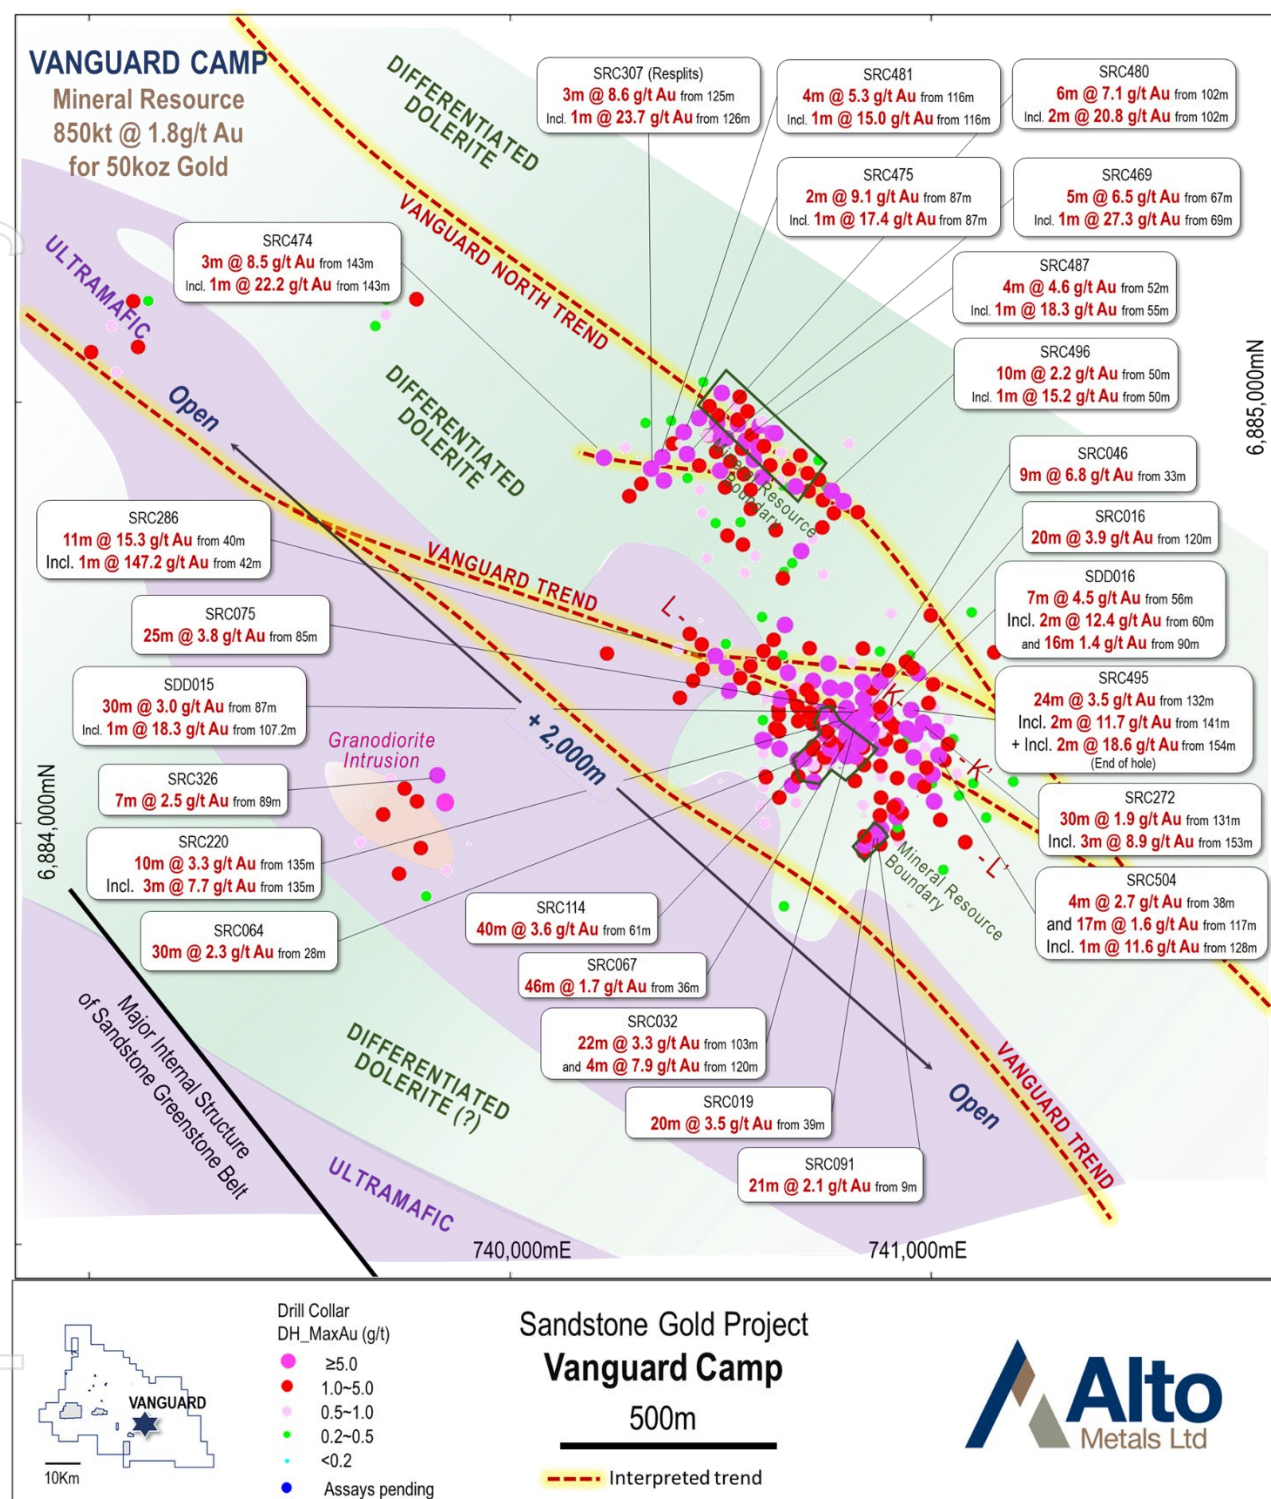 VANGUARD CAMP
Mineral Resource
850kt @ 1.8g/t Au
for 50koz Gold
DIFFERENTIATED
DOLERITE
SRC307 (Resplits)
3m @ 8.6 g/t Au from 125m
Incl. 1m @ 23.7 g/t Au from 126m
SRC481
4m @ 5.3 g/t Au from 116m
Incl. 1m @ 15.0 g/t Au from 116m
SRC480
6m @ 7.1 g/t Au from 102m
Incl. 2m @ 20.8 g/t Au from 102m
SRC475
2m @ 9.1 g/t Au from 87m
Incl. 1m @ 17.4 g/t Au from 87m
SRC469
5m @ 6.5 g/t Au from 67m
Incl. 1m @ 27.3 g/t Au from 69m
SRC474
3m @ 8.5 g/t Au from 143m
Incl. 1m @ 22.2 g/t Au from 143m
VANGUARD NORTH TREND
ULTRAMAFIC
SRC487
4m @ 4.6 g/t Au from 52m
Incl. 1m @ 18.3 g/t Au from 55m
SRC496
10m @ 2.2 g/t Au from 50m
Incl. 1m @ 15.2 g/t Au from 50m
6,885,000mN
Open
DIFFERENTIATED
DOLERITE
Mineral Resource
Boundary
SRC046
9m @ 6.8 g/t Au from 33m
SRC286
11m @ 15.3 g/t Au from 40m
Incl. 1m @ 147.2 g/t Au from 42m
SRC016
20m @ 3.9 g/t Au from 120m
VANGUARD TREND
SDD016
7m @ 4.5 g/t Au from 56m
Incl. 2m @ 12.4 g/t Au from 60m
and 16m 1.4 g/t Au from 90m
L-
SRC075
25m @ 3.8 g/t Au from 85m
SDD015
30m @ 3.0 g/t Au from 87m
Incl. 1m @ 18.3 g/t Au from 107.2m
K-
SRC495
24m @ 3.5 g/t Au from 132m
Incl. 2m @ 11.7 g/t Au from 141m
+ Incl. 2m @ 18.6 g/t Au from 154m
(End of hole)
+ 2,000m
Granodiorite
Intrusion
-K'
SRC326
7m @ 2.5 g/t Au from 89m
6,884,000mN
SRC272
30m @ 1.9 g/t Au from 131m
Incl. 3m @ 8.9 g/t Au from 153m
SRC220
10m @ 3.3 g/t Au from 135m
Incl. 3m @ 7.7 g/t Au from 135m
-L'
Mineral Resource
Boundary
SRC504
4m @ 2.7 g/t Au from 38m
and 17m @ 1.6 g/t Au from 117m
Incl. 1m @ 11.6 g/t Au from 128m
SRC064
30m @ 2.3 g/t Au from 28m
SRC114
40m @ 3.6 g/t Au from 61m
SRC067
46m @ 1.7 g/t Au from 36m
Major Internal Structure
of Sandstone Greenstone Belt
SRC032
22m @ 3.3 g/t Au from 103m
and 4m @ 7.9 g/t Au from 120m
DIFFERENTIATED
DOLERITE (?)
SRC019
20m @ 3.5 g/t Au from 39m
Open
VANGUARD TREND
SRC091
21m @ 2.1 g/t Au from 9m
ULTRAMAFIC
740,000mE
741,000mE
VANGUARD
10Km
Drill Collar
DH_MaxAu (g/t)
≥5.0
1.0~5.0
0.5~1.0
0.2~0.5
<0.2
Assays pending
Sandstone Gold Project
Vanguard Camp
500m
Interpreted trend
Alto
Metals Ltd